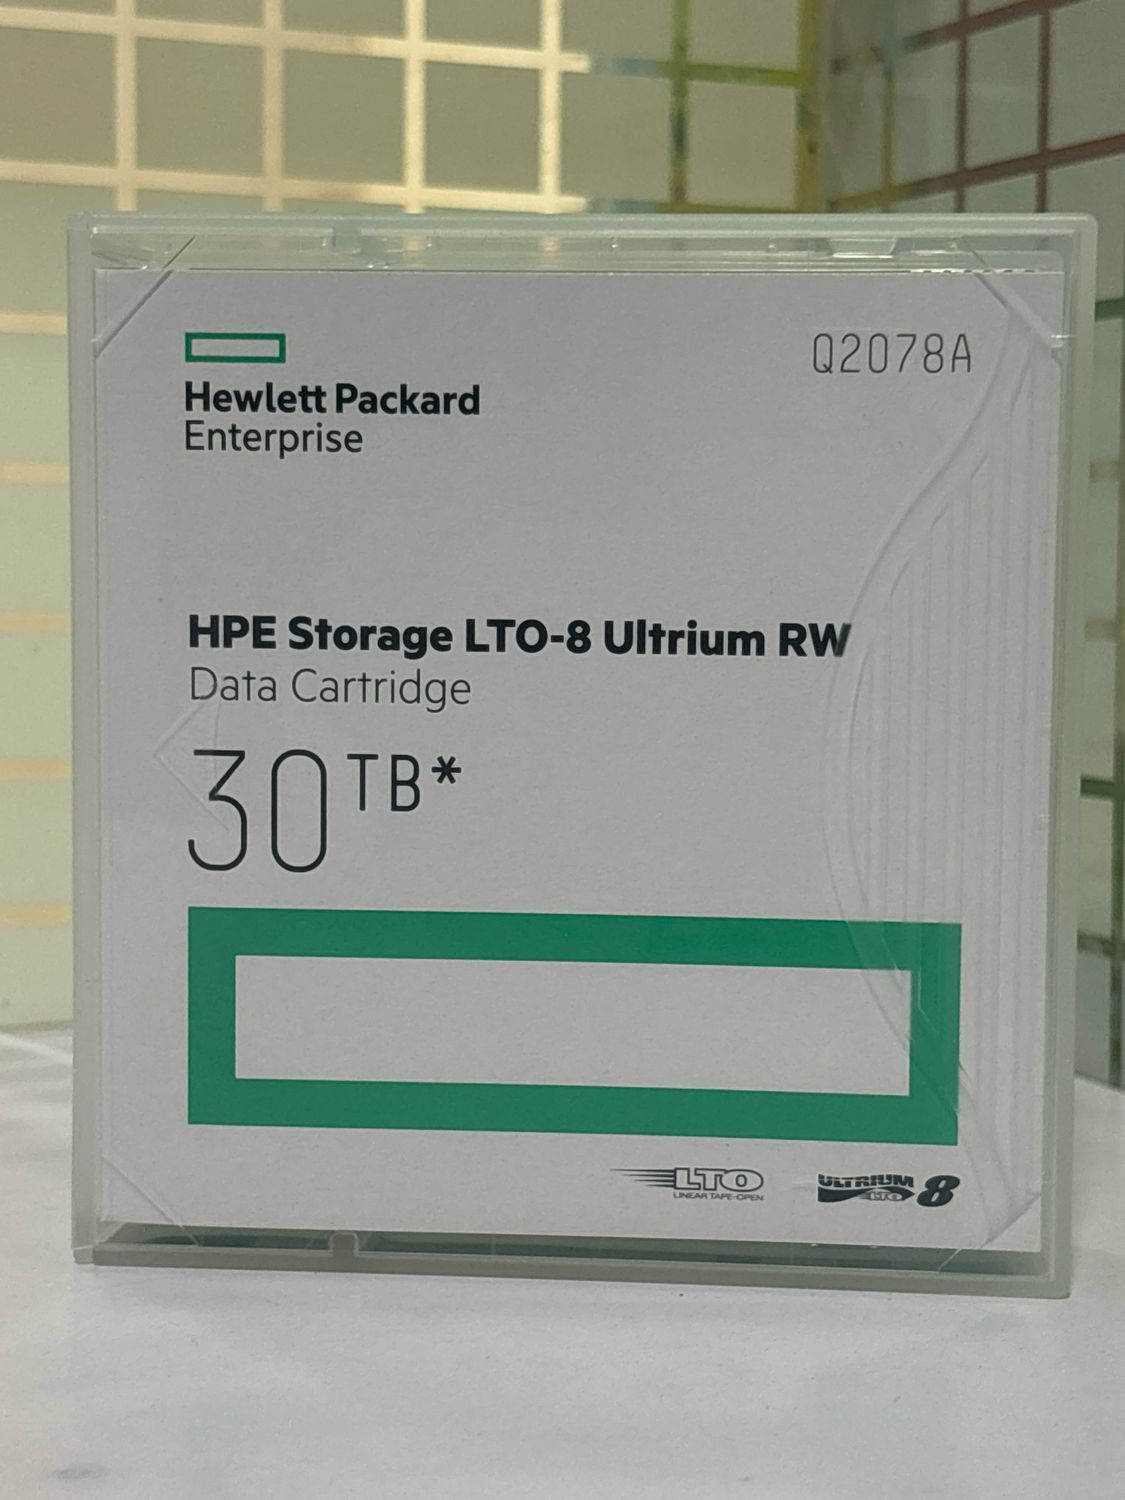 Hewlett Packard
Enterprise
Q2078A
HPE Storage LTO-8 Ultrium RW
Data Cartridge
30TB*
LTO
LINEAR TAPE-OPEN
ULTRIUM
LTO
8